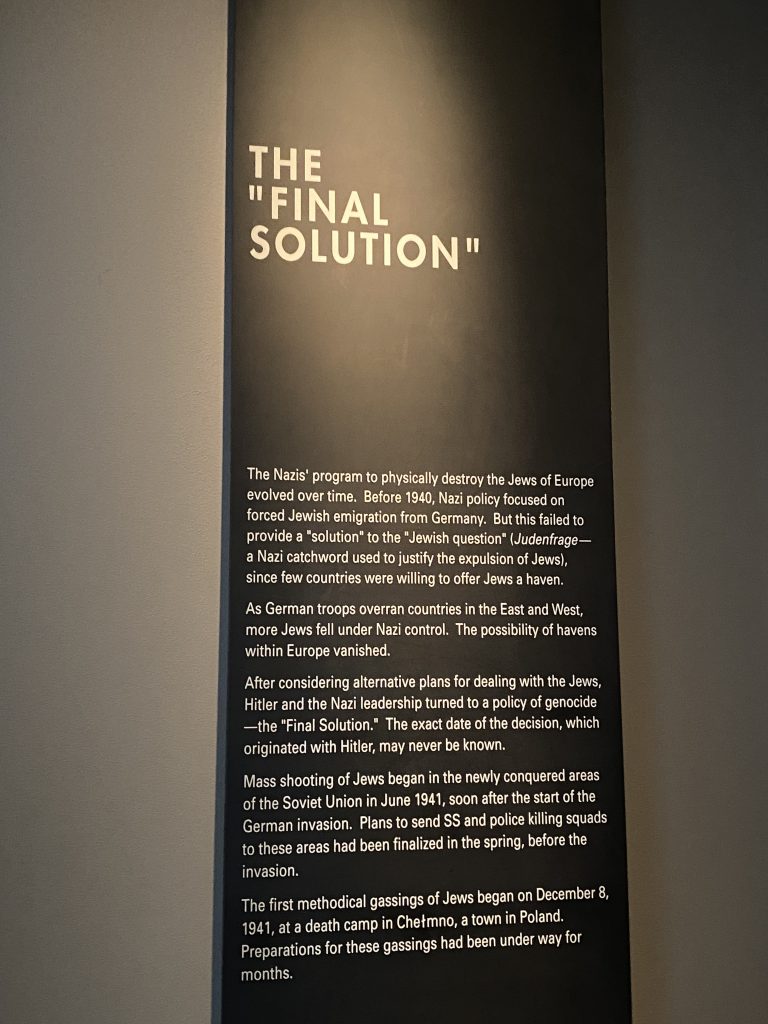 THE
"FINAL
SOLUTION"
The Nazis' program to physically destroy the Jews of Europe
evolved over time. Before 1940, Nazi policy focused on
forced Jewish emigration from Germany. But this failed to
provide a "solution" to the "Jewish question" (Judenfrage—
a Nazi catchword used to justify the expulsion of Jews),
since few countries were willing to offer Jews a haven.
As German troops overran countries in the East and West,
more Jews fell under Nazi control. The possibility of havens
within Europe vanished.
After considering alternative plans for dealing with the Jews,
Hitler and the Nazi leadership turned to a policy of genocide
—the "Final Solution." The exact date of the decision, which
originated with Hitler, may never be known.
Mass shooting of Jews began in the newly conquered areas
of the Soviet Union in June 1941, soon after the start of the
German invasion. Plans to send SS and police killing squads
to these areas had been finalized in the spring, before the
invasion.
The first methodical gassings of Jews began on December 8,
1941, at a death camp in Chełmno, a town in Poland.
Preparations for these gassings had been under way for
months.